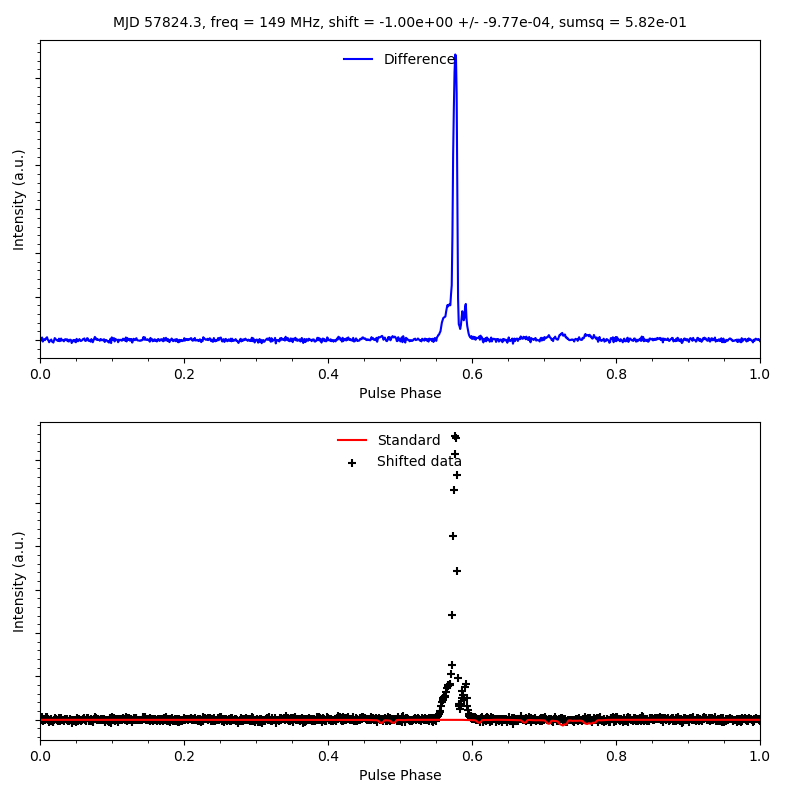 MJD 57824.3, freq = 149 MHz, shift = -1.00e+00 +/- -9.77e-04, sumsq = 5.82e-01
Difference
Intensity (a.u.)
0.0 0.2 0.4 0.6 0.8 1.0
Pulse Phase
Standard
Shifted data
Intensity (a.u.)
0.0 0.2 0.4 0.6 0.8 1.0
Pulse Phase